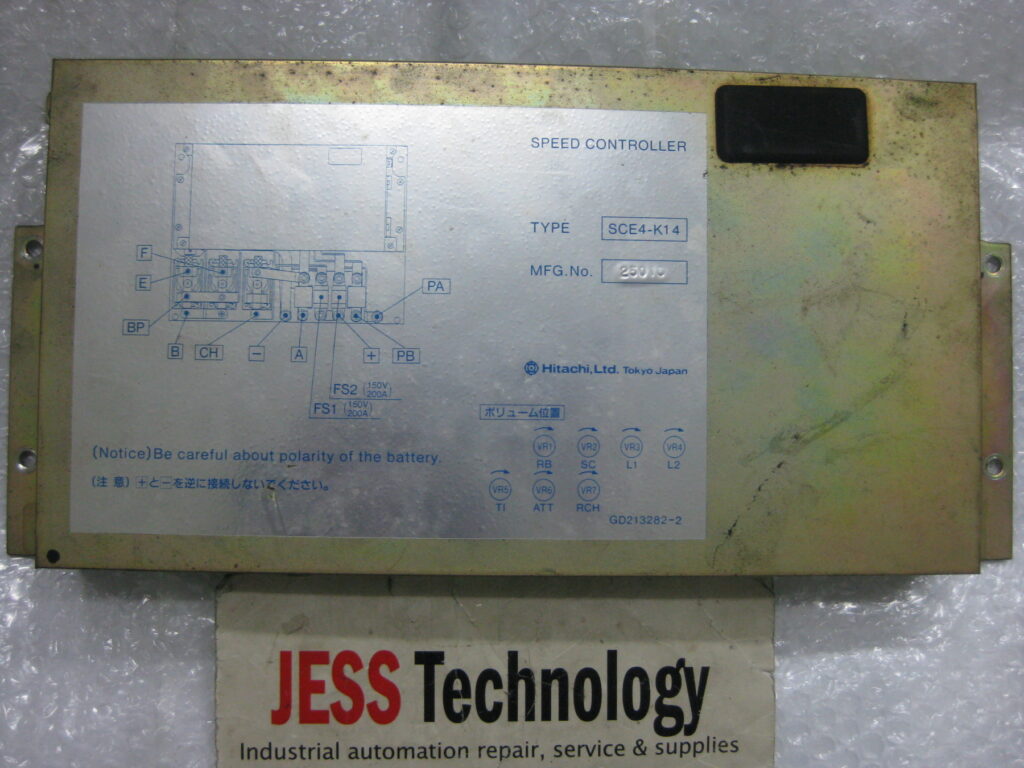 SPEED CONTROLLER
TYPE SCE4-K14
MFG.No.
F
E
BP
B
CH
−
A
+
PB
PA
FS2 (150V 200A)
FS1 (150V 200A)
Hitachi, Ltd. Tokyo Japan
ボリューム位置
VR1 VR2 VR3 VR4
RB SC L1 L2
VR5 VR6 VR7
TI ATT RCH
(Notice) Be careful about polarity of the battery.
(注 意) +と−を逆に接続しないでください。
GD213282-2
JESS Technology
Industrial automation repair, service & supplies